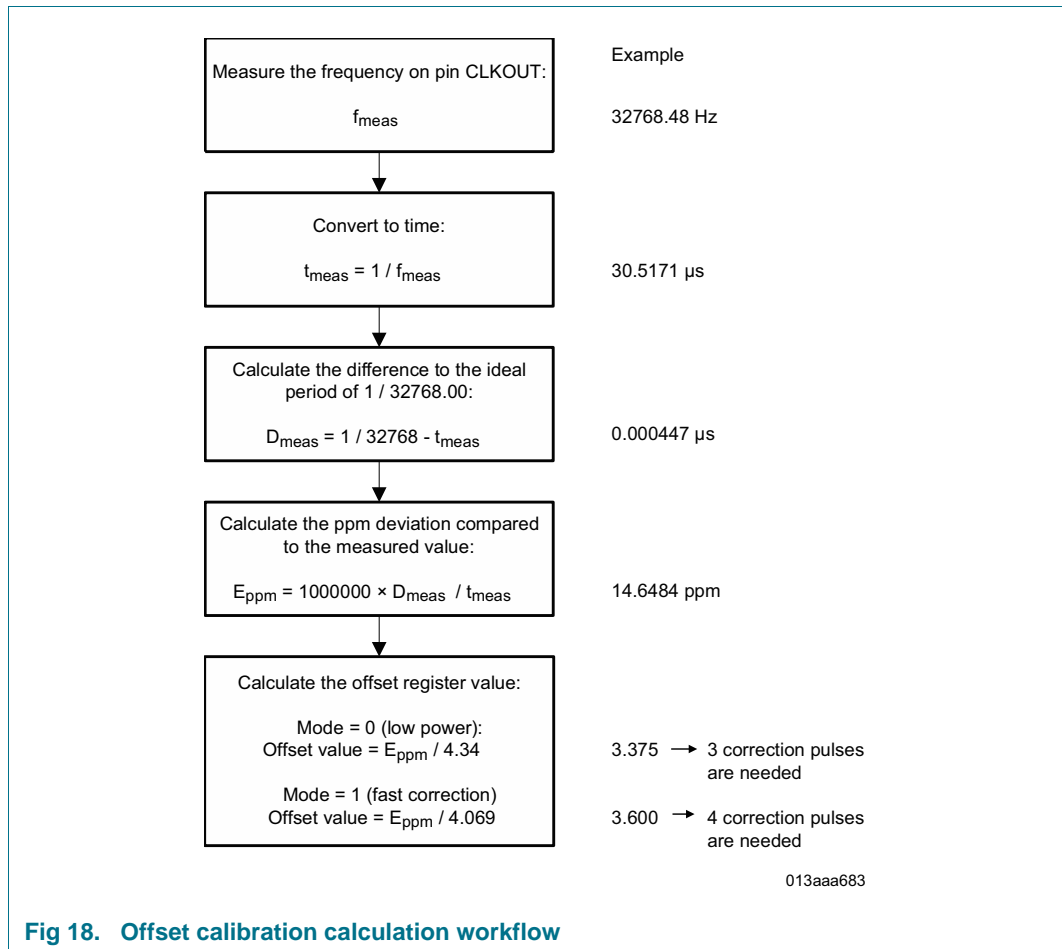 Example
Measure the frequency on pin CLKOUT:
fmeas
32768.48 Hz
Convert to time:
tmeas = 1 / fmeas
30.5171 µs
Calculate the difference to the ideal
period of 1 / 32768.00:
Dmeas = 1 / 32768 - tmeas
0.000447 µs
Calculate the ppm deviation compared
to the measured value:
Eppm = 1000000 × Dmeas / tmeas
14.6484 ppm
Calculate the offset register value:
Mode = 0 (low power):
Offset value = Eppm / 4.34
3.375 → 3 correction pulses
are needed
Mode = 1 (fast correction)
Offset value = Eppm / 4.069
3.600 → 4 correction pulses
are needed
013aaa683
Fig 18. Offset calibration calculation workflow